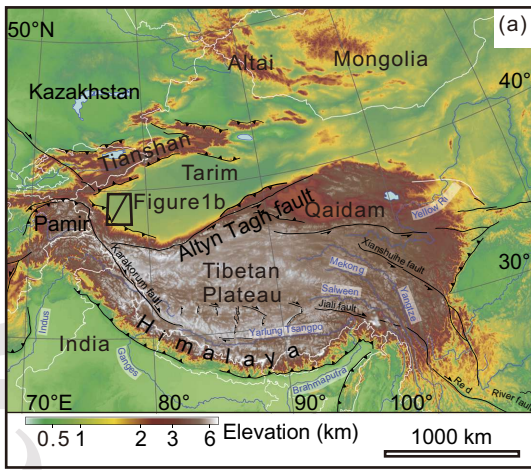 (a)
50°N
Altai
Mongolia
Kazakhstan
40°
Tianshan
Tarim
Figure1b
Pamir
Altyn Tagh fault
Qaidam
Yellow Ri
Karakorum fault
Tibetan
Plateau
Mekong
Xianshuihe fault
30°
Salween
Jiali fault
Yandtze
Indus
Himalaya
Yarlung Tsangpo
India
Ganges
Brahmaputra
Red
River fault
70°E
80°
90°
100°
0.5 1 2 3 6 Elevation (km)
1000 km